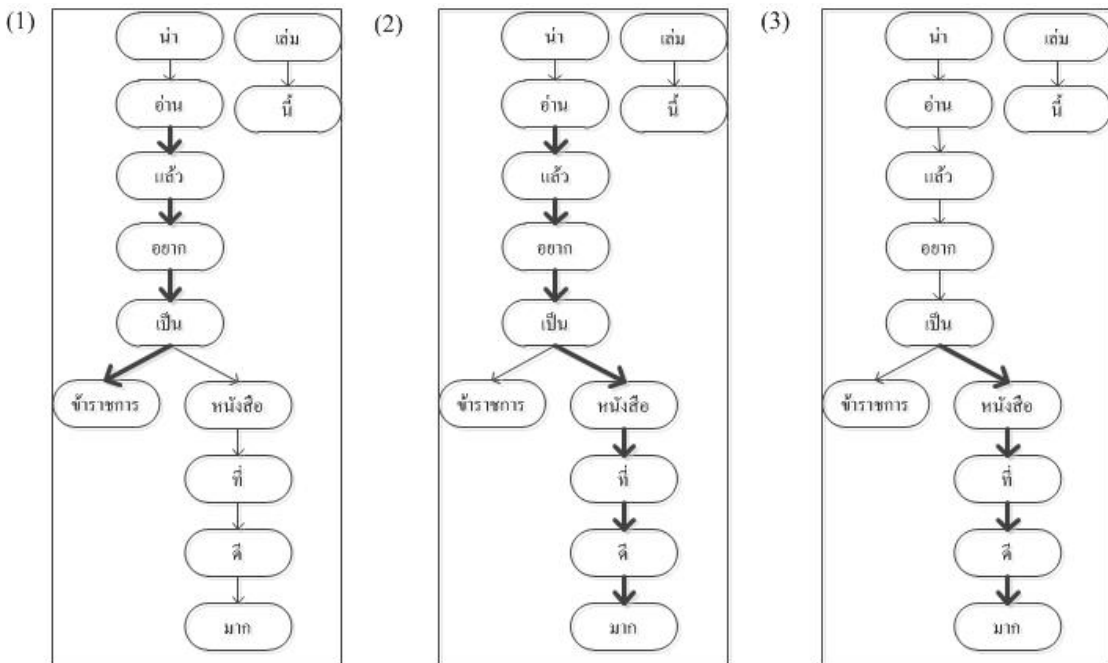 (1)
น่า
เล่ม
อ่าน
นี้
แล้ว
อยาก
เป็น
ข้าราชการ
หนังสือ
ที่
ดี
มาก
(2)
น่า
เล่ม
อ่าน
นี้
แล้ว
อยาก
เป็น
ข้าราชการ
หนังสือ
ที่
ดี
มาก
(3)
น่า
เล่ม
อ่าน
นี้
แล้ว
อยาก
เป็น
ข้าราชการ
หนังสือ
ที่
ดี
มาก